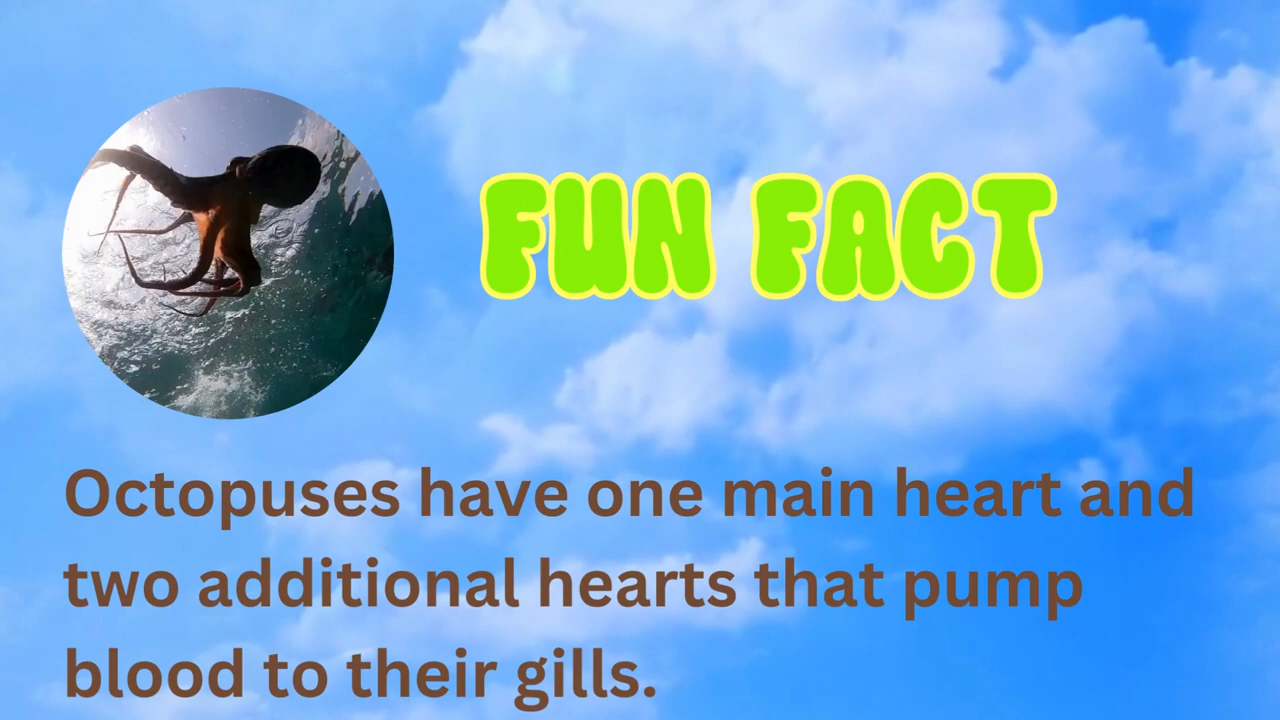 FUN FACT
Octopuses have one main heart and
two additional hearts that pump
blood to their gills.